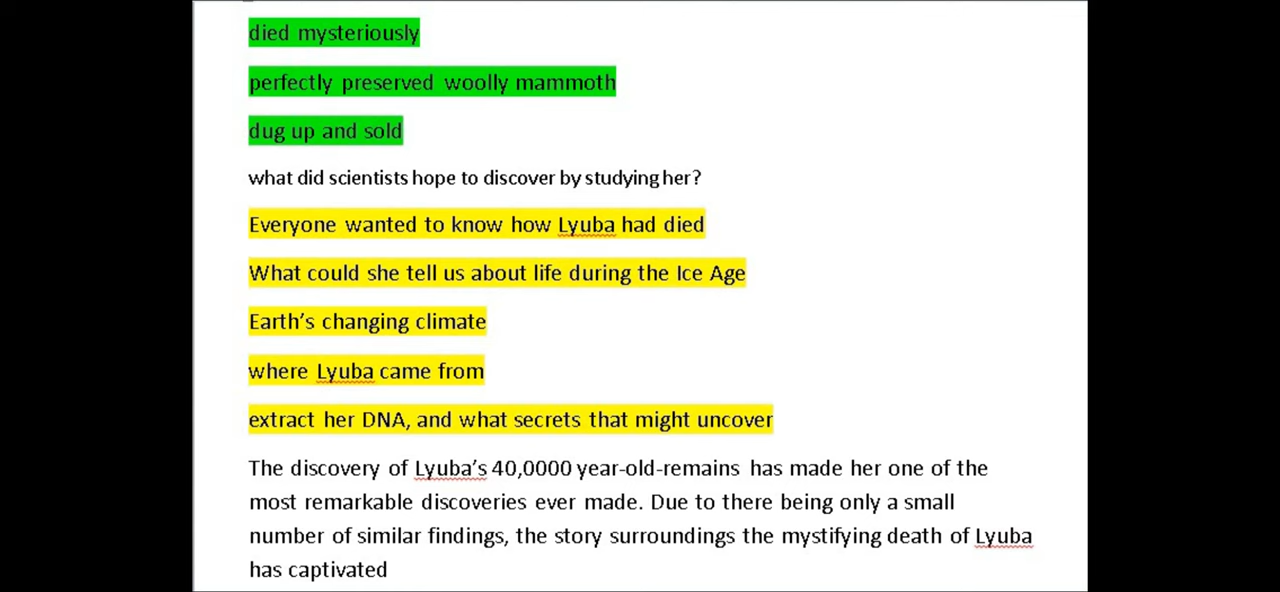 died mysteriously
perfectly preserved woolly mammoth
dug up and sold
what did scientists hope to discover by studying her?
Everyone wanted to know how Lyuba had died
What could she tell us about life during the Ice Age
Earth's changing climate
where Lyuba came from
extract her DNA, and what secrets that might uncover
The discovery of Lyuba's 40,0000 year-old-remains has made her one of the
most remarkable discoveries ever made. Due to there being only a small
number of similar findings, the story surroundings the mystifying death of Lyuba
has captivated